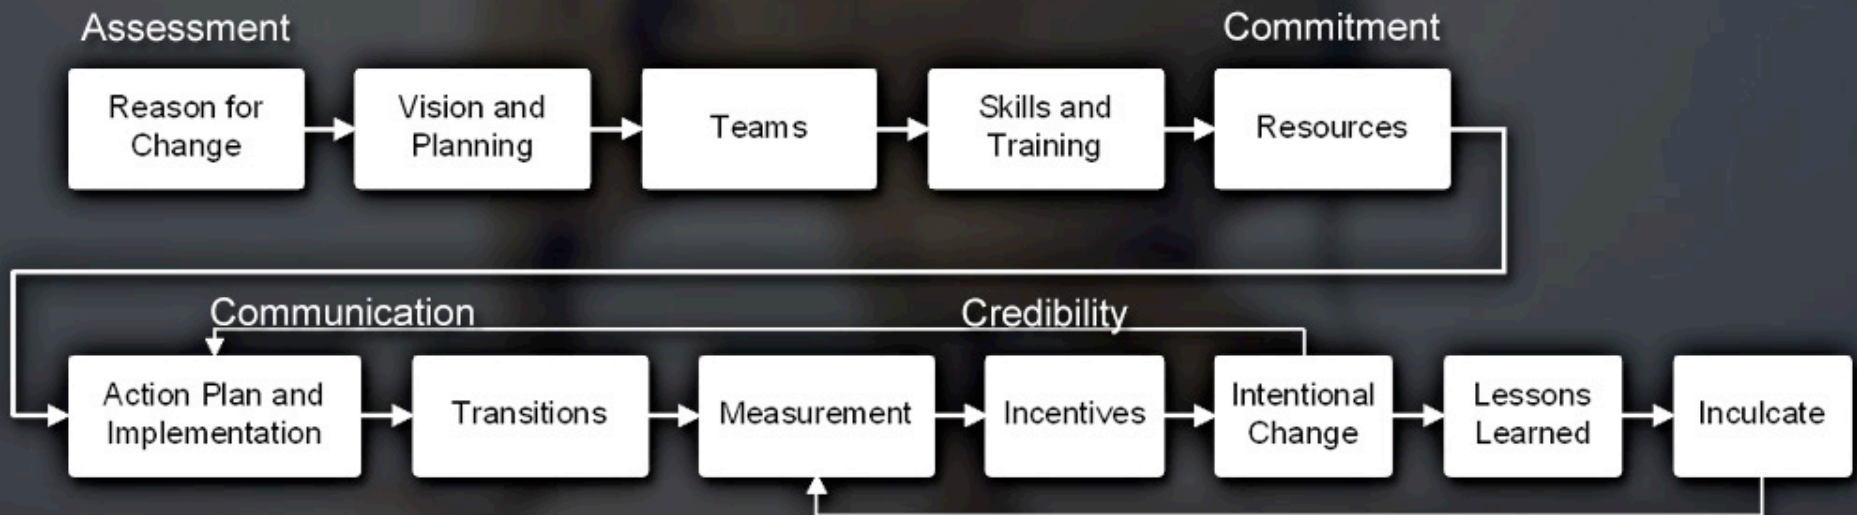 Assessment
Commitment
Reason for
Change
Vision and
Planning
Teams
Skills and
Training
Resources
Communication
Credibility
Action Plan and
Implementation
Transitions
Measurement
Incentives
Intentional
Change
Lessons
Learned
Inculcate